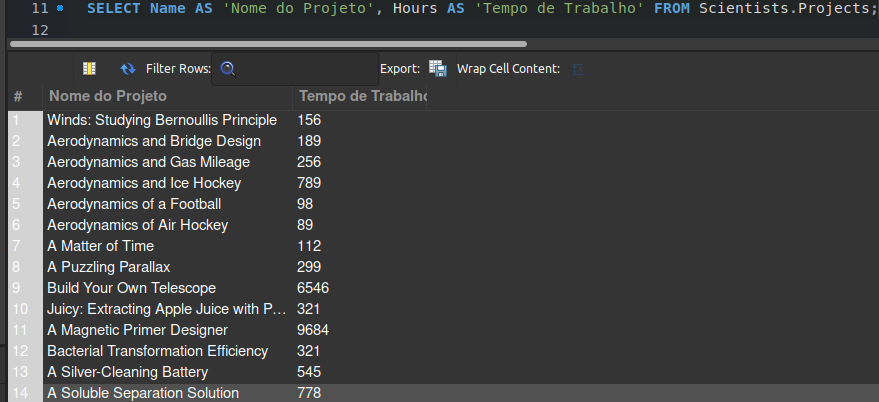 11 SELECT Name AS 'Nome do Projeto', Hours AS 'Tempo de Trabalho' FROM Scientists.Projects;
12
Filter Rows: Export: Wrap Cell Content:
# Nome do Projeto Tempo de Trabalho
1 Winds: Studying Bernoullis Principle 156
2 Aerodynamics and Bridge Design 189
3 Aerodynamics and Gas Mileage 256
4 Aerodynamics and Ice Hockey 789
5 Aerodynamics of a Football 98
6 Aerodynamics of Air Hockey 89
7 A Matter of Time 112
8 A Puzzling Parallax 299
9 Build Your Own Telescope 6546
10 Juicy: Extracting Apple Juice with P... 321
11 A Magnetic Primer Designer 9684
12 Bacterial Transformation Efficiency 321
13 A Silver-Cleaning Battery 545
14 A Soluble Separation Solution 778